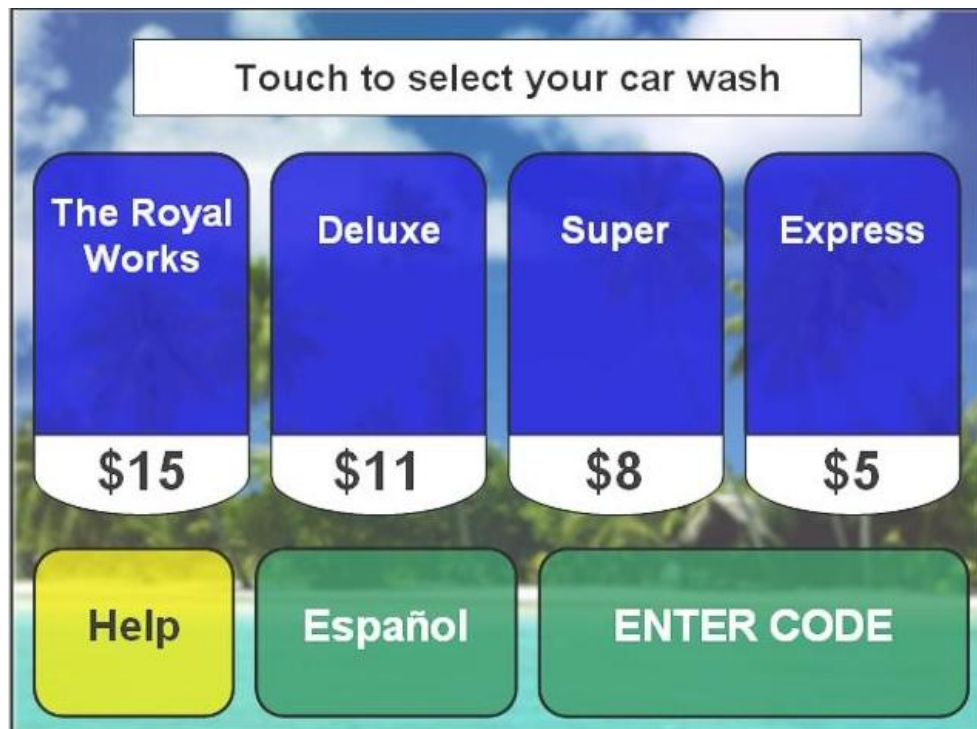 Touch to select your car wash
The Royal
Works
Deluxe
Super
Express
$15
$11
$8
$5
Help
Español
ENTER CODE